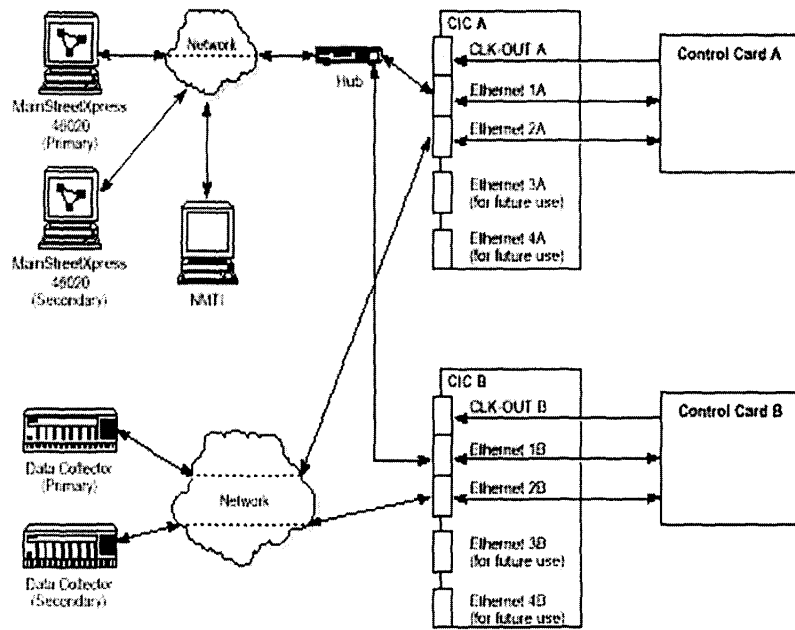 CIC A
CLK-OUT A
Control Card A
Network
Hub
Ethernet 1A
MainStreetXpress
46020
(Primary)
Ethernet 2A
Ethernet 3A
(for future use)
Ethernet 4A
(for future use)
MainStreetXpress
46020
(Secondary)
NMTI
CIC B
CLK-OUT B
Control Card B
Ethernet 1B
Data Collector
(Primary)
Network
Ethernet 2B
Ethernet 3B
(for future use)
Data Collector
(Secondary)
Ethernet 4B
(for future use)